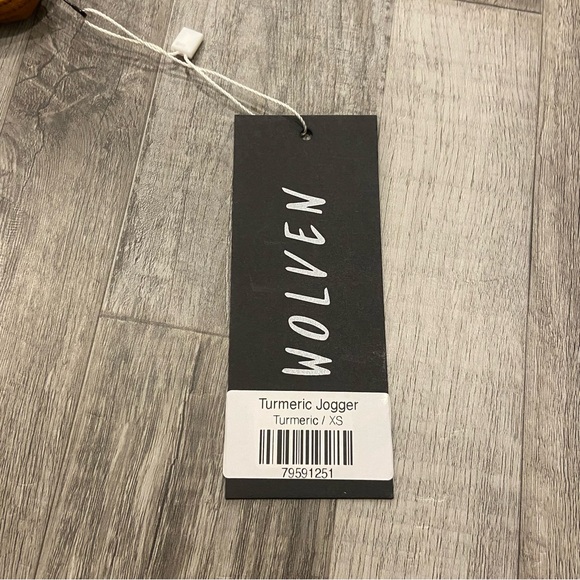 WOLVEN
Turmeric Jogger
Turmeric / XS
79591251